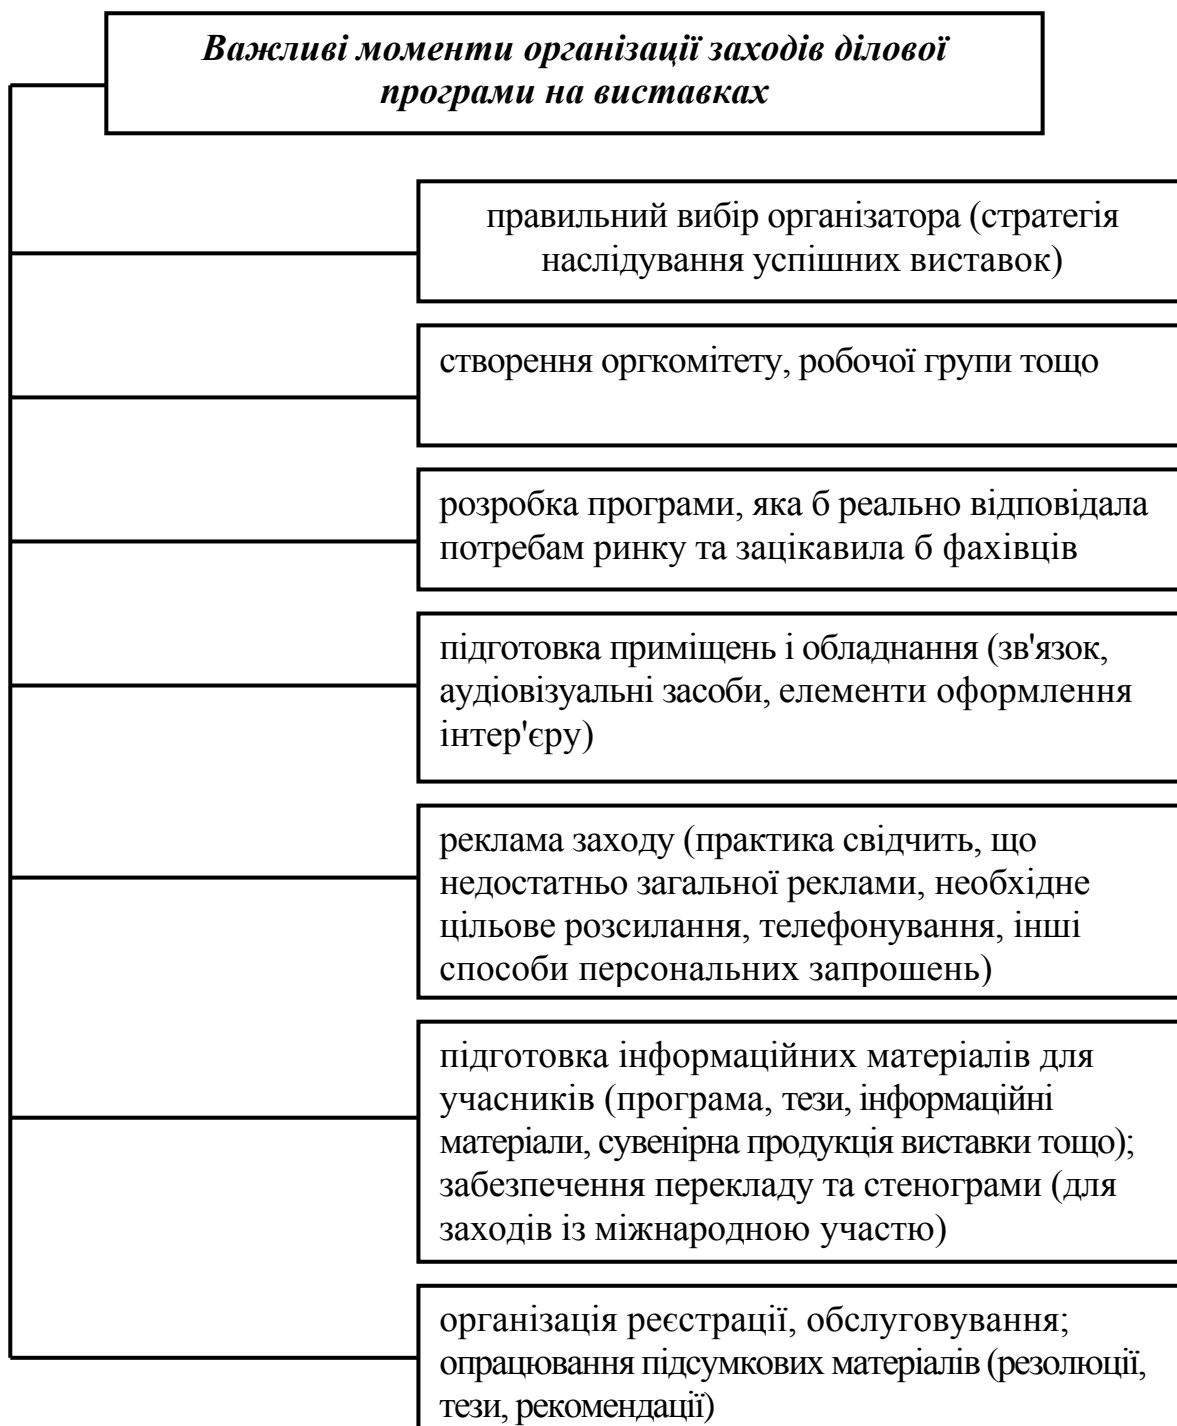 Важливі моменти організації заходів ділової
програми на виставках
правильний вибір організатора (стратегія
наслідування успішних виставок)
створення оргкомітету, робочої групи тощо
розробка програми, яка б реально відповідала
потребам ринку та зацікавила б фахівців
підготовка приміщень і обладнання (зв'язок,
аудіовізуальні засоби, елементи оформлення
інтер'єру)
реклама заходу (практика свідчить, що
недостатньо загальної реклами, необхідне
цільове розсилання, телефонування, інші
способи персональних запрошень)
підготовка інформаційних матеріалів для
учасників (програма, тези, інформаційні
матеріали, сувенірна продукція виставки тощо);
забезпечення перекладу та стенограми (для
заходів із міжнародною участю)
організація реєстрації, обслуговування;
опрацювання підсумкових матеріалів (резолюції,
тези, рекомендації)